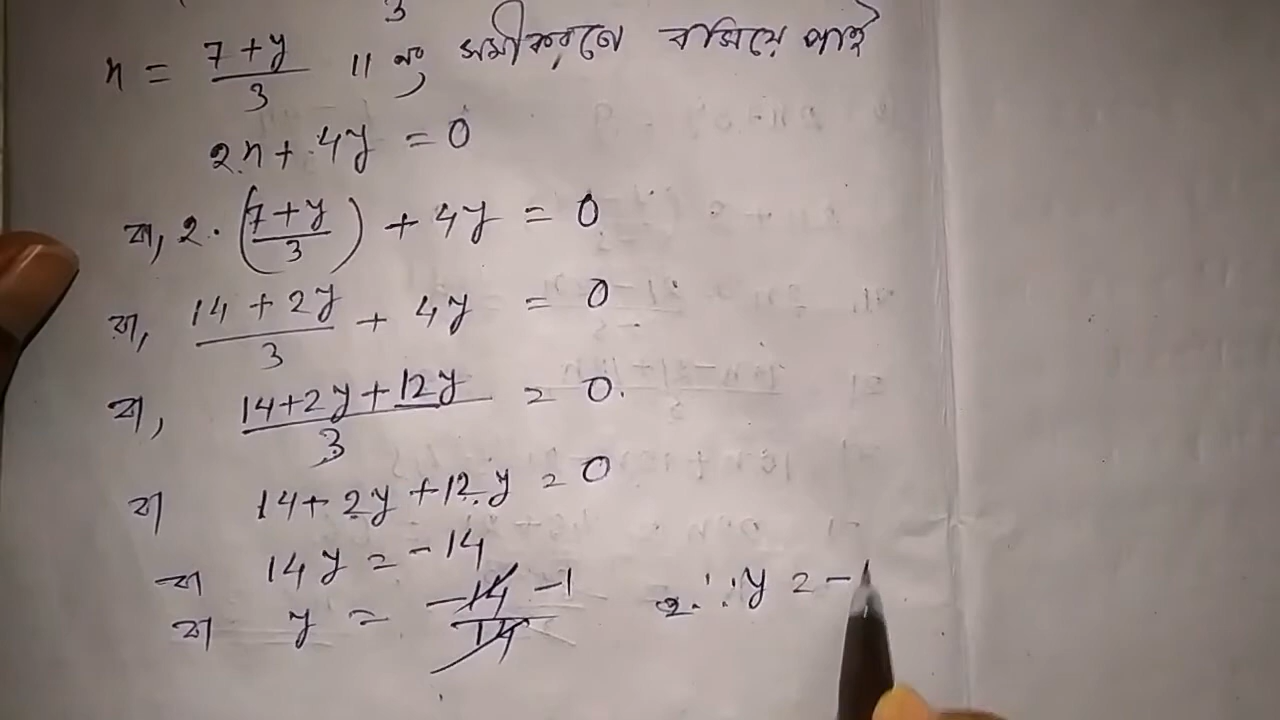 3
x = 7 + y / 3 ii নং সমীকরণে বসিয়ে পাই
2x + 4y = 0
বা, 2 · (7 + y / 3) + 4y = 0
বা, 14 + 2y / 3 + 4y = 0
বা, 14 + 2y + 12y / 3 = 0
বা 14 + 2y + 12y = 0
বা 14y = -14
বা y = -14 / 14 -1 ∴ y = -